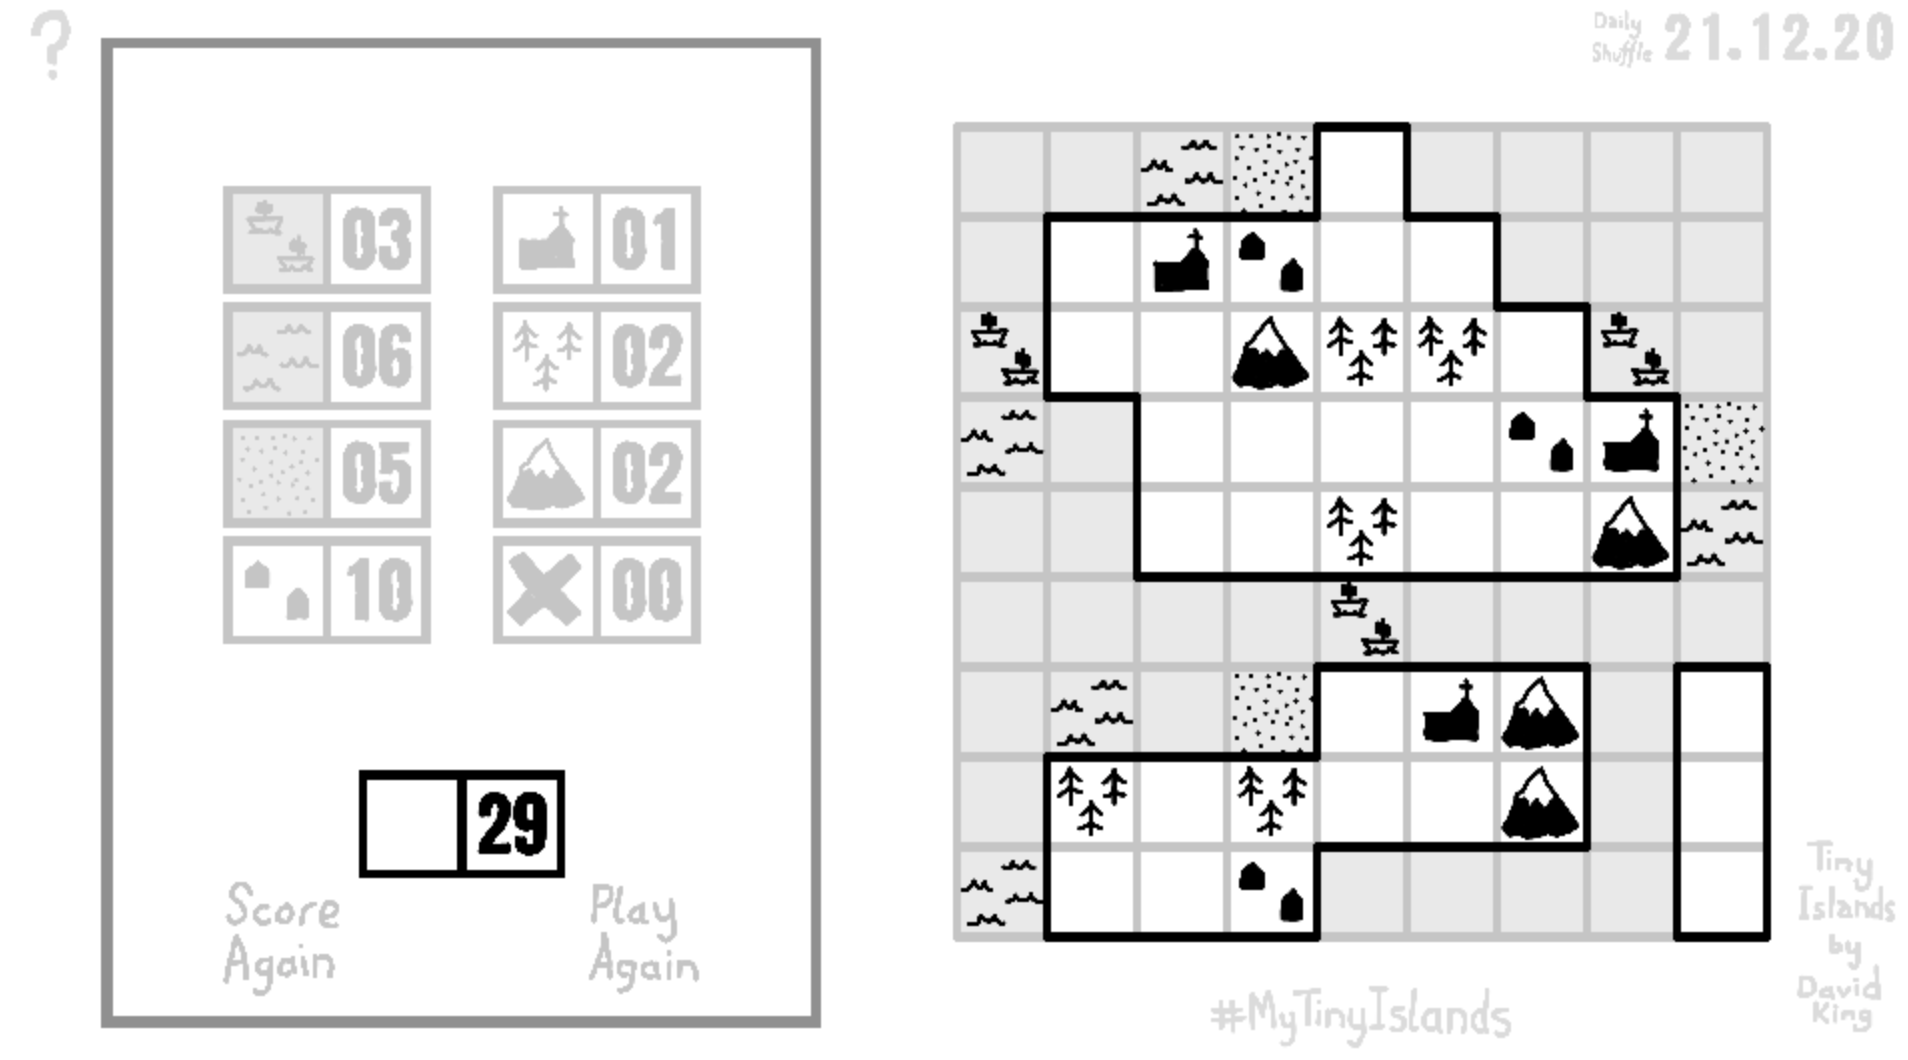 ?
Daily
Shuffle
21.12.20
03
01
06
02
05
02
10
00
29
Score
Again
Play
Again
Tiny
Islands
by
David
King
#MyTinyIslands